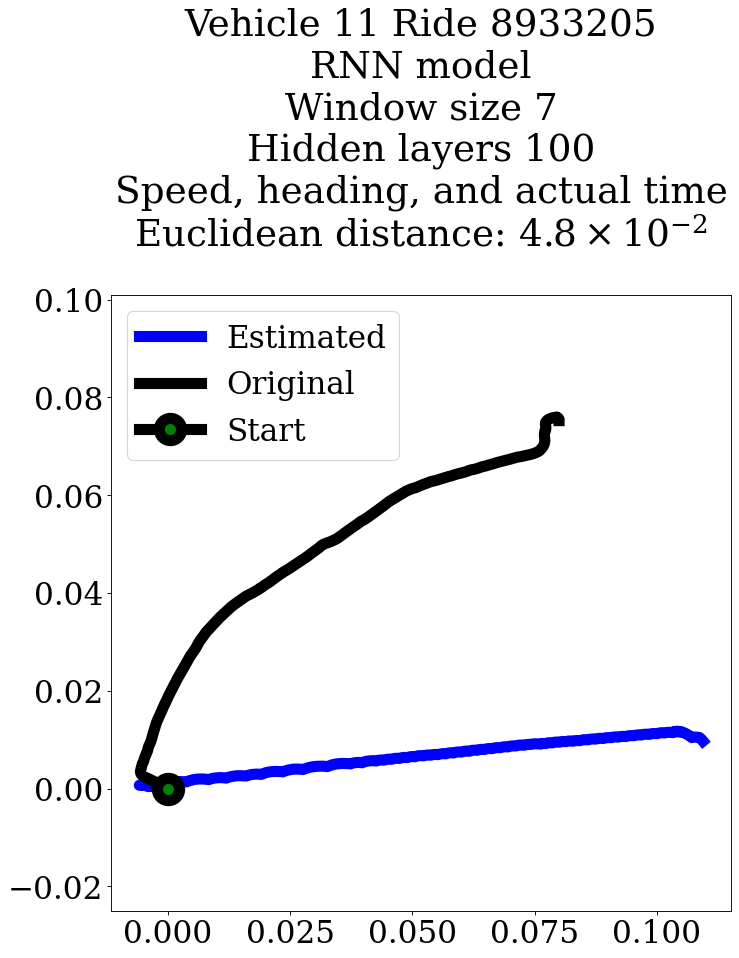 Vehicle 11 Ride 8933205
RNN model
Window size 7
Hidden layers 100
Speed, heading, and actual time
Euclidean distance: 4.8 × 10⁻²
Estimated
Original
Start
0.10
0.08
0.06
0.04
0.02
0.00
−0.02
0.000 0.025 0.050 0.075 0.100